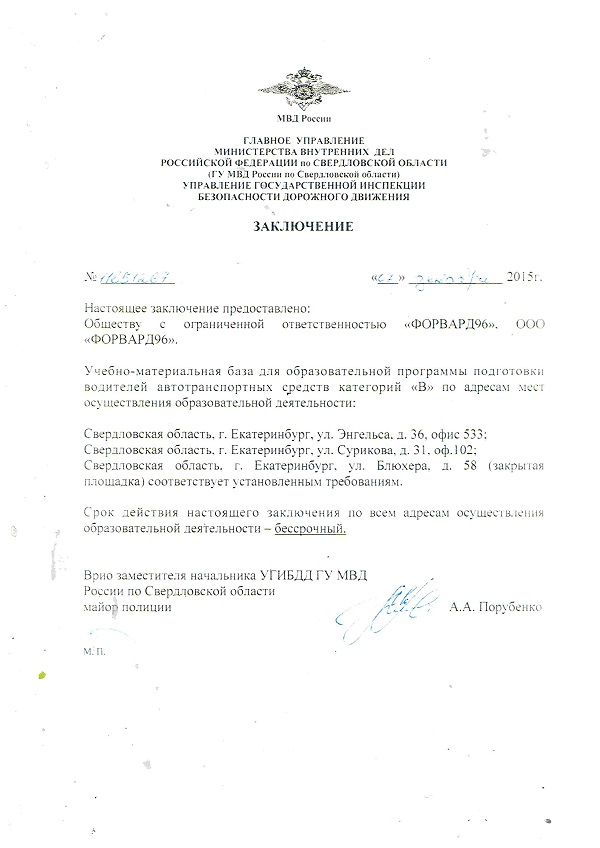 МВД России
ГЛАВНОЕ УПРАВЛЕНИЕ
МИНИСТЕРСТВА ВНУТРЕННИХ ДЕЛ
РОССИЙСКОЙ ФЕДЕРАЦИИ по СВЕРДЛОВСКОЙ ОБЛАСТИ
(ГУ МВД России по Свердловской области)
УПРАВЛЕНИЕ ГОСУДАРСТВЕННОЙ ИНСПЕКЦИИ
БЕЗОПАСНОСТИ ДОРОЖНОГО ДВИЖЕНИЯ
ЗАКЛЮЧЕНИЕ
№ « » декабря 2015г.
Настоящее заключение предоставлено:
Обществу с ограниченной ответственностью «ФОРВАРД96», ООО
«ФОРВАРД96».
Учебно-материальная база для образовательной программы подготовки
водителей автотранспортных средств категорий «В» по адресам мест
осуществления образовательной деятельности:
Свердловская область, г. Екатеринбург, ул. Энгельса, д. 36, офис 533;
Свердловская область, г. Екатеринбург, ул. Сурикова, д. 31, оф.102;
Свердловская область, г. Екатеринбург, ул. Блюхера, д. 58 (закрытая
площадка) соответствует установленным требованиям.
Срок действия настоящего заключения по всем адресам осуществления
образовательной деятельности – бессрочный.
Врио заместителя начальника УГИБДД ГУ МВД
России по Свердловской области
майор полиции А.А. Порубенко
М. П.